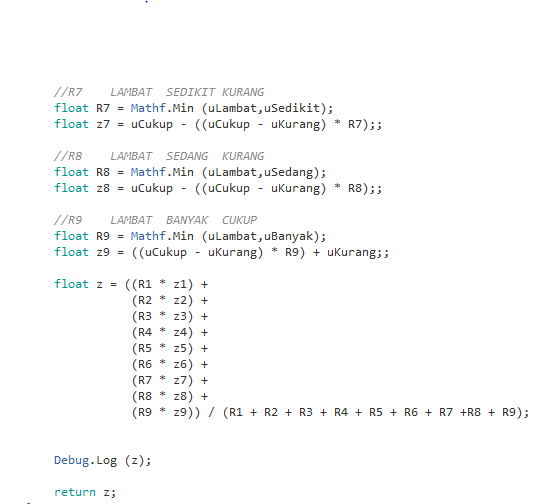 //R7    LAMBAT  SEDIKIT KURANG
float R7 = Mathf.Min (uLambat,uSedikit);
float z7 = uCukup - ((uCukup - uKurang) * R7);;
//R8    LAMBAT  SEDANG  KURANG
float R8 = Mathf.Min (uLambat,uSedang);
float z8 = uCukup - ((uCukup - uKurang) * R8);;
//R9    LAMBAT  BANYAK  CUKUP
float R9 = Mathf.Min (uLambat,uBanyak);
float z9 = ((uCukup - uKurang) * R9) + uKurang;;
float z = ((R1 * z1) +
(R2 * z2) +
(R3 * z3) +
(R4 * z4) +
(R5 * z5) +
(R6 * z6) +
(R7 * z7) +
(R8 * z8) +
(R9 * z9)) / (R1 + R2 + R3 + R4 + R5 + R6 + R7 +R8 + R9);
Debug.Log (z);
return z;